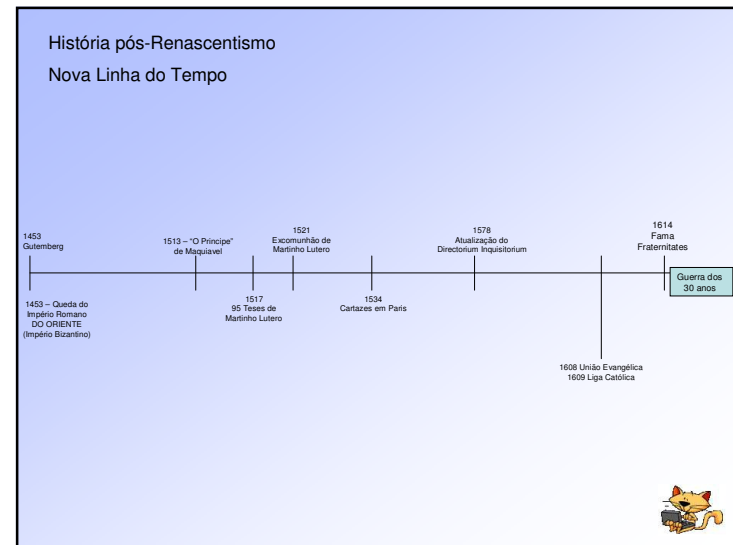 História pós-Renascentismo
Nova Linha do Tempo
1453
Gutemberg
1513 – “O Principe”
de Maquiavel
1521
Excomunhão de
Martinho Lutero
1578
Atualização do
Directorium Inquisitorium
1614
Fama
Fraternitates
Guerra dos
30 anos
1453 – Queda do
Império Romano
DO ORIENTE
(Império Bizantino)
1517
95 Teses de
Martinho Lutero
1534
Cartazes em Paris
1608 União Evangélica
1609 Liga Católica